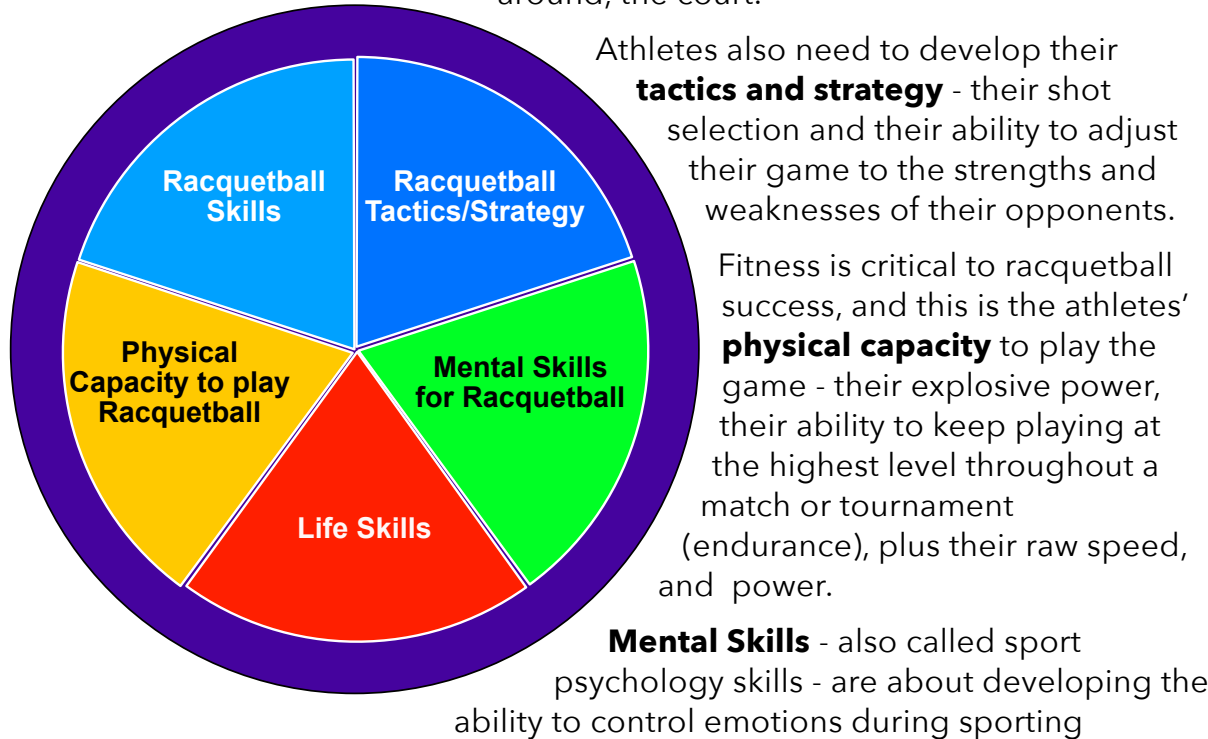 around, the court.
Athletes also need to develop their
tactics and strategy - their shot
selection and their ability to adjust
their game to the strengths and
weaknesses of their opponents.
Fitness is critical to racquetball
success, and this is the athletes’
physical capacity to play the
game - their explosive power,
their ability to keep playing at
the highest level throughout a
match or tournament
(endurance), plus their raw speed,
and power.
Mental Skills - also called sport
psychology skills - are about developing the
ability to control emotions during sporting
Racquetball
Skills
Racquetball
Tactics/Strategy
Physical
Capacity to play
Racquetball
Mental Skills
for Racquetball
Life Skills